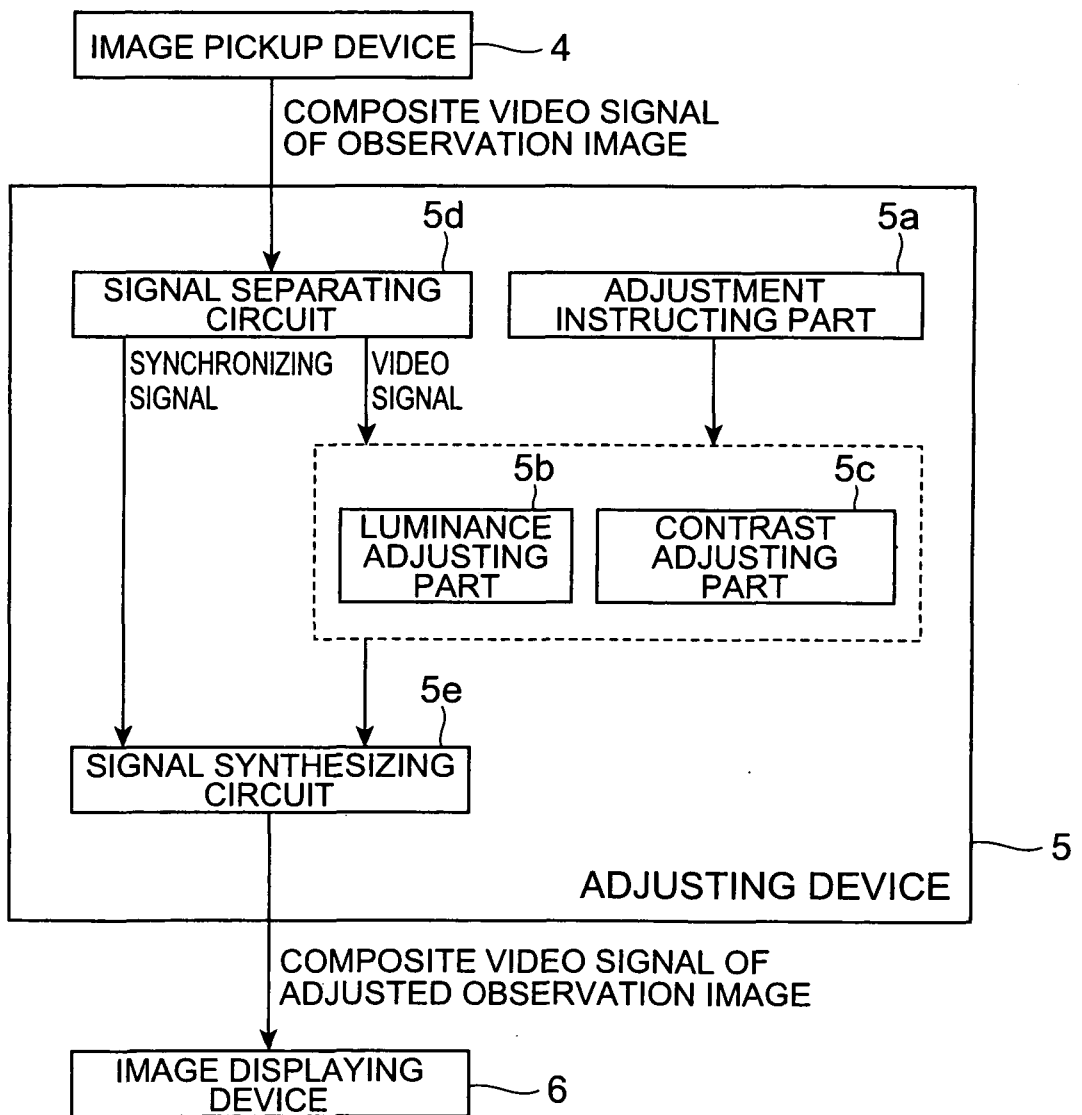 IMAGE PICKUP DEVICE
4
COMPOSITE VIDEO SIGNAL
OF OBSERVATION IMAGE
5d
5a
SIGNAL SEPARATING
CIRCUIT
ADJUSTMENT
INSTRUCTING PART
SYNCHRONIZING
SIGNAL
VIDEO
SIGNAL
5b
5c
LUMINANCE
ADJUSTING
PART
CONTRAST
ADJUSTING
PART
5e
SIGNAL SYNTHESIZING
CIRCUIT
5
ADJUSTING DEVICE
COMPOSITE VIDEO SIGNAL OF
ADJUSTED OBSERVATION IMAGE
IMAGE DISPLAYING
DEVICE
6